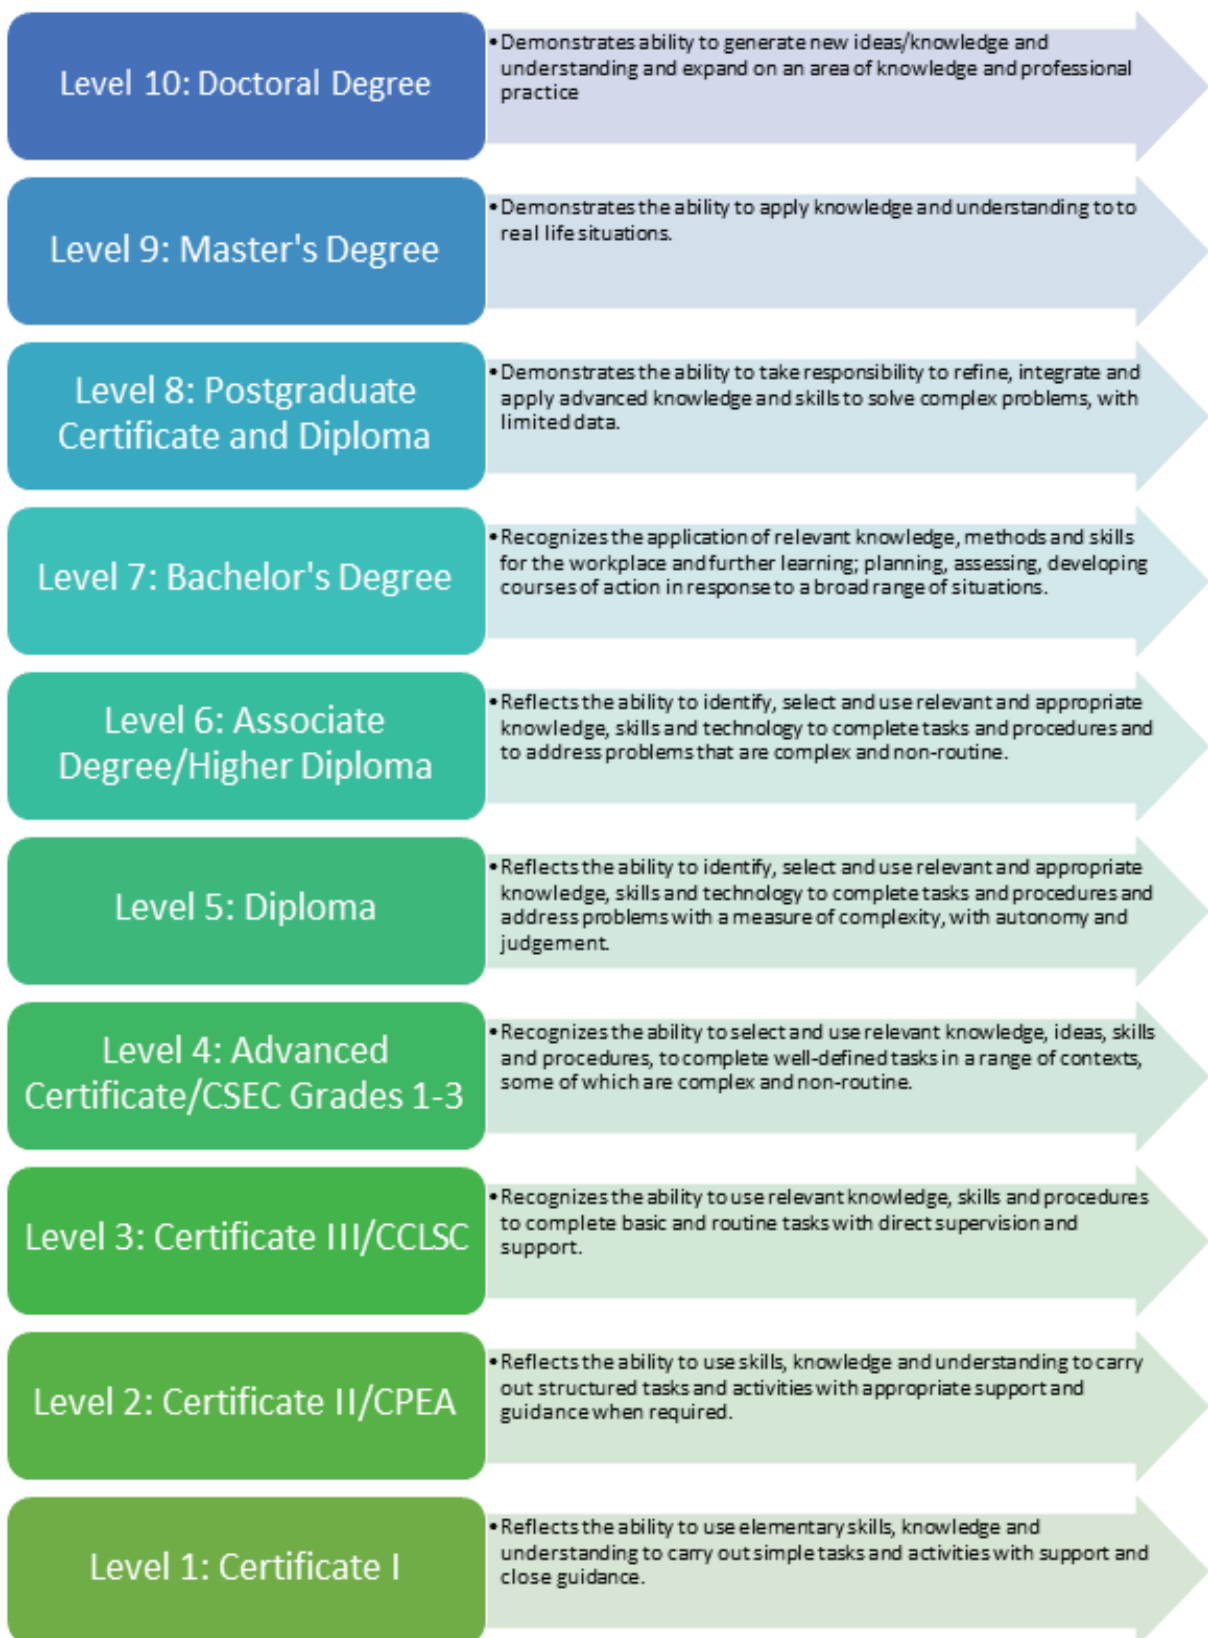 Level 10: Doctoral Degree
•Demonstrates ability to generate new ideas/knowledge and
understanding and expand on an area of knowledge and professional
practice
Level 9: Master's Degree
•Demonstrates the ability to apply knowledge and understanding to to
real life situations.
Level 8: Postgraduate
Certificate and Diploma
•Demonstrates the ability to take responsibility to refine, integrate and
apply advanced knowledge and skills to solve complex problems, with
limited data.
Level 7: Bachelor's Degree
•Recognizes the application of relevant knowledge, methods and skills
for the workplace and further learning; planning, assessing, developing
courses of action in response to a broad range of situations.
Level 6: Associate
Degree/Higher Diploma
•Reflects the ability to identify, select and use relevant and appropriate
knowledge, skills and technology to complete tasks and procedures and
to address problems that are complex and non-routine.
Level 5: Diploma
•Reflects the ability to identify, select and use relevant and appropriate
knowledge, skills and technology to complete tasks and procedures and
address problems with a measure of complexity, with autonomy and
judgement.
Level 4: Advanced
Certificate/CSEC Grades 1-3
•Recognizes the ability to select and use relevant knowledge, ideas, skills
and procedures, to complete well-defined tasks in a range of contexts,
some of which are complex and non-routine.
Level 3: Certificate III/CCLSC
•Recognizes the ability to use relevant knowledge, skills and procedures
to complete basic and routine tasks with direct supervision and
support.
Level 2: Certificate II/CPEA
•Reflects the ability to use skills, knowledge and understanding to carry
out structured tasks and activities with appropriate support and
guidance when required.
Level 1: Certificate I
•Reflects the ability to use elementary skills, knowledge and
understanding to carry out simple tasks and activities with support and
close guidance.